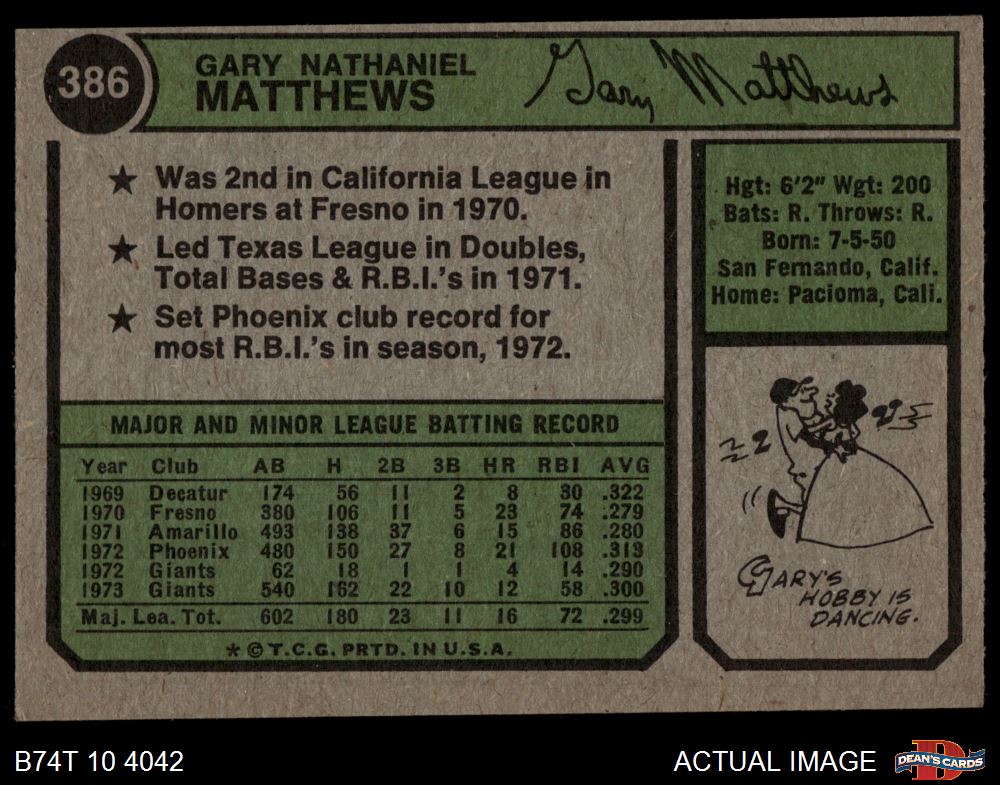 386
GARY NATHANIEL
MATTHEWS
Gary Matthews
★ Was 2nd in California League in
Homers at Fresno in 1970.
★ Led Texas League in Doubles,
Total Bases & R.B.I.'s in 1971.
★ Set Phoenix club record for
most R.B.I.'s in season, 1972.
Hgt: 6'2" Wgt: 200
Bats: R. Throws: R.
Born: 7-5-50
San Fernando, Calif.
Home: Pacioma, Cali.
MAJOR AND MINOR LEAGUE BATTING RECORD
Year Club AB H 2B 3B HR RBI AVG
1969 Decatur 174 56 11 2 8 30 .322
1970 Fresno 380 106 11 5 23 74 .279
1971 Amarillo 493 138 37 6 15 86 .280
1972 Phoenix 480 150 27 8 21 108 .313
1972 Giants 62 18 1 1 4 14 .290
1973 Giants 540 162 22 10 12 58 .300
Maj. Lea. Tot. 602 180 23 11 16 72 .299
* © T.C.G. PRTD. IN U.S.A.
GARY'S
HOBBY IS
DANCING.
B74T 10 4042
ACTUAL IMAGE
D
DEAN'S CARDS